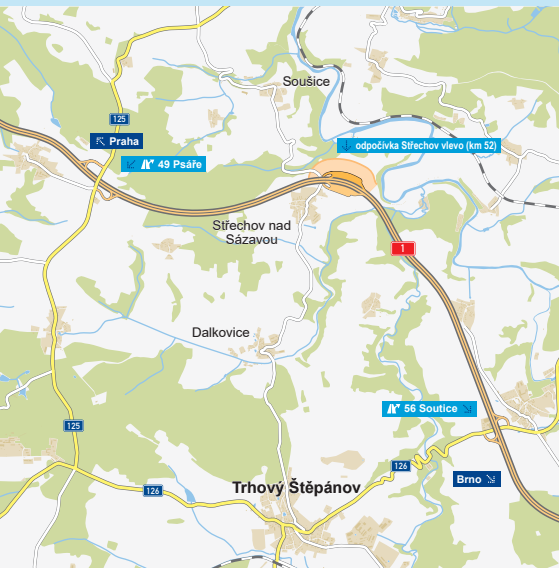 Soušice
125
Praha
49 Psáře
odpočívka Střechov vlevo (km 52)
Střechov nad
Sázavou
1
Dalkovice
56 Soutice
125
126
126
Brno
Trhový Štěpánov